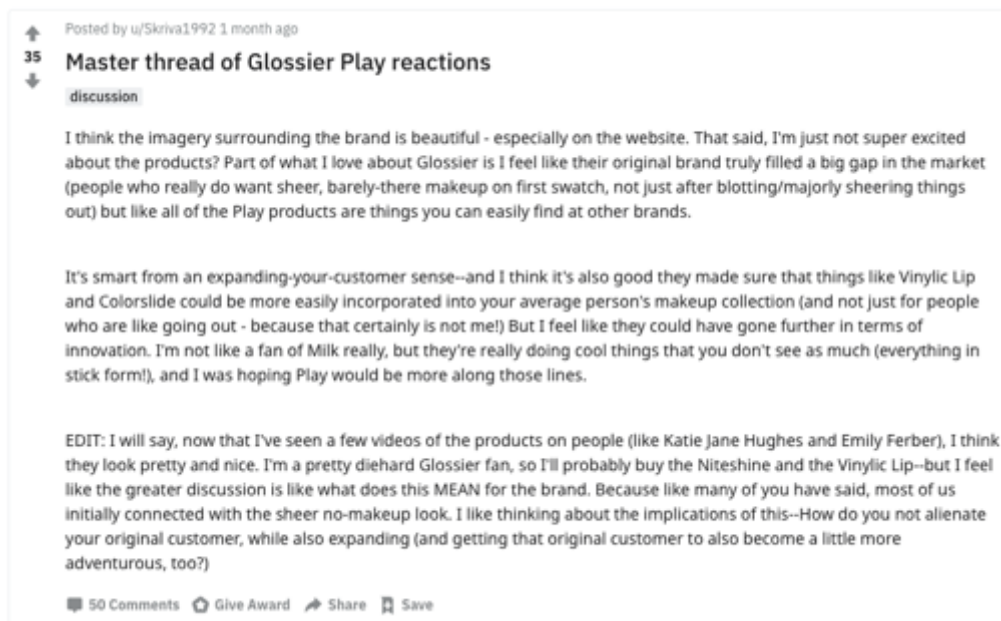 Posted by u/Skriva1992 1 month ago
35
Master thread of Glossier Play reactions
discussion
I think the imagery surrounding the brand is beautiful - especially on the website. That said, I'm just not super excited
about the products? Part of what I love about Glossier is I feel like their original brand truly filled a big gap in the market
(people who really do want sheer, barely-there makeup on first swatch, not just after blotting/majorly sheering things
out) but like all of the Play products are things you can easily find at other brands.
It's smart from an expanding-your-customer sense--and I think it's also good they made sure that things like Vinylic Lip
and Colorslide could be more easily incorporated into your average person's makeup collection (and not just for people
who are like going out - because that certainly is not me!) But I feel like they could have gone further in terms of
innovation. I'm not like a fan of Milk really, but they're really doing cool things that you don't see as much (everything in
stick form!), and I was hoping Play would be more along those lines.
EDIT: I will say, now that I've seen a few videos of the products on people (like Katie Jane Hughes and Emily Ferber), I think
they look pretty and nice. I'm a pretty diehard Glossier fan, so I'll probably buy the Niteshine and the Vinylic Lip--but I feel
like the greater discussion is like what does this MEAN for the brand. Because like many of you have said, most of us
initially connected with the sheer no-makeup look. I like thinking about the implications of this--How do you not alienate
your original customer, while also expanding (and getting that original customer to also become a little more
adventurous, too?)
50 Comments Give Award Share Save